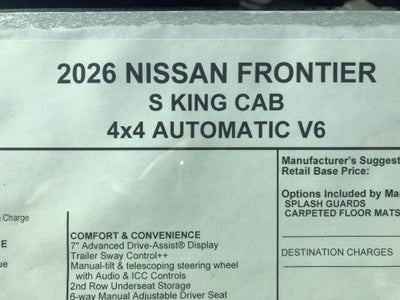 2026 NISSAN FRONTIER
S KING CAB
4x4 AUTOMATIC V6
Manufacturer's Suggest
Retail Base Price:
Options Included by Ma
SPLASH GUARDS
CARPETED FLOOR MATS
DESTINATION CHARGES
Charge
COMFORT & CONVENIENCE
7" Advanced Drive-Assist® Display
Trailer Sway Control++
Manual-tilt & telescoping steering wheel
with Audio & ICC Controls
2nd Row Underseat Storage
6-way Manual Adjustable Driver Seat